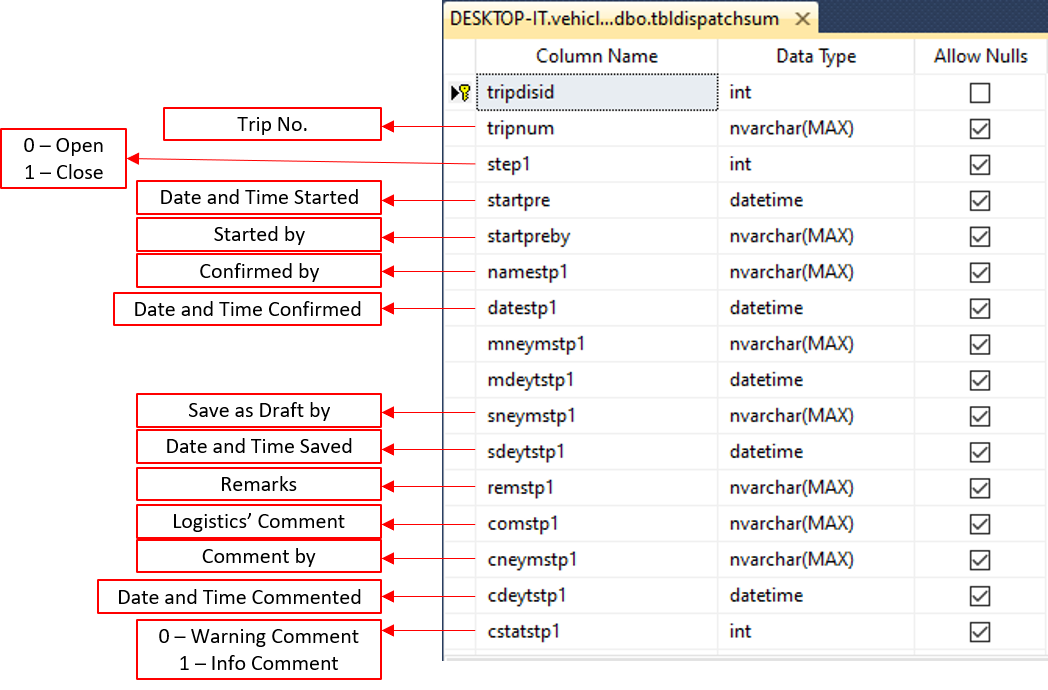 DESKTOP-IT.vehicl...dbo.tbldispatchsum
Column Name Data Type Allow Nulls
tripdisid int
Trip No. tripnum nvarchar(MAX)
0 – Open
1 – Close
step1 int
Date and Time Started startpre datetime
Started by startpreby nvarchar(MAX)
Confirmed by namestp1 nvarchar(MAX)
Date and Time Confirmed datestp1 datetime
mneymstp1 nvarchar(MAX)
mdeytstp1 datetime
Save as Draft by sneymstp1 nvarchar(MAX)
Date and Time Saved sdeytstp1 datetime
Remarks remstp1 nvarchar(MAX)
Logistics’ Comment comstp1 nvarchar(MAX)
Comment by cneymstp1 nvarchar(MAX)
Date and Time Commented cdeytstp1 datetime
0 – Warning Comment cstatstp1 int
1 – Info Comment